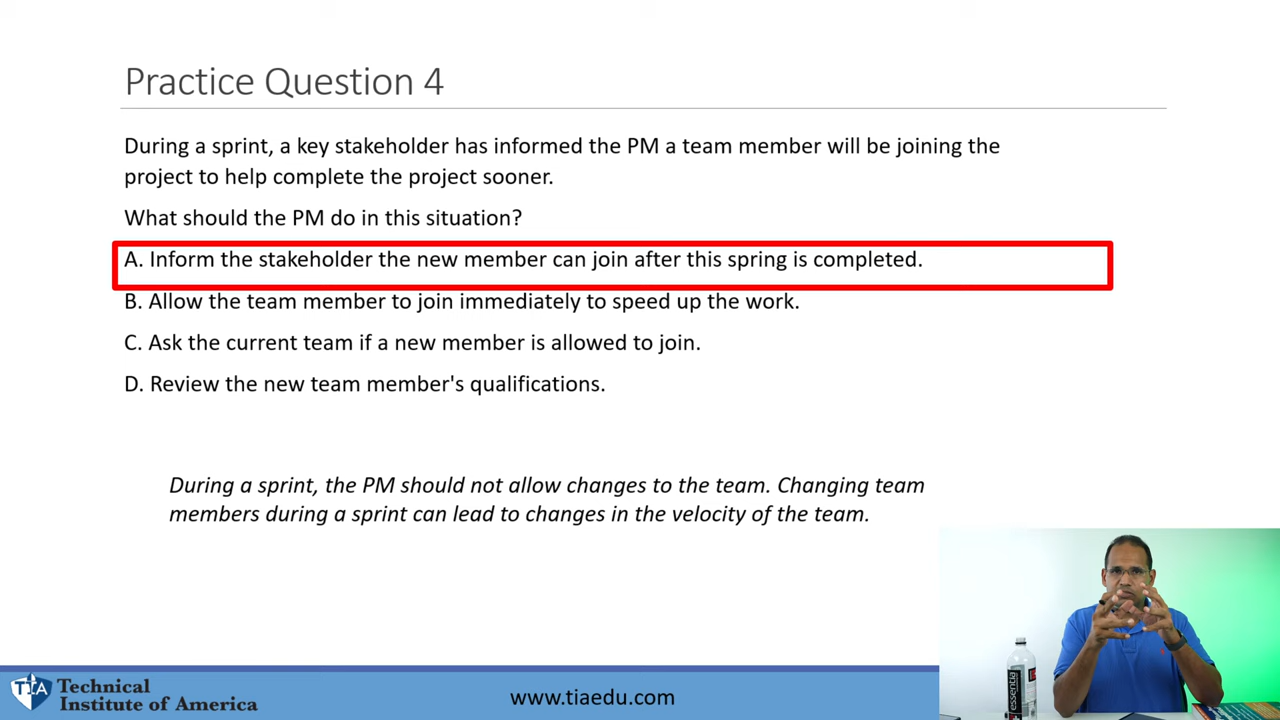 Practice Question 4
During a sprint, a key stakeholder has informed the PM a team member will be joining the
project to help complete the project sooner.
What should the PM do in this situation?
A. Inform the stakeholder the new member can join after this spring is completed.
B. Allow the team member to join immediately to speed up the work.
C. Ask the current team if a new member is allowed to join.
D. Review the new team member's qualifications.
During a sprint, the PM should not allow changes to the team. Changing team
members during a sprint can lead to changes in the velocity of the team.
essentia
TIA
Technical
Institute of America
www.tiaedu.com